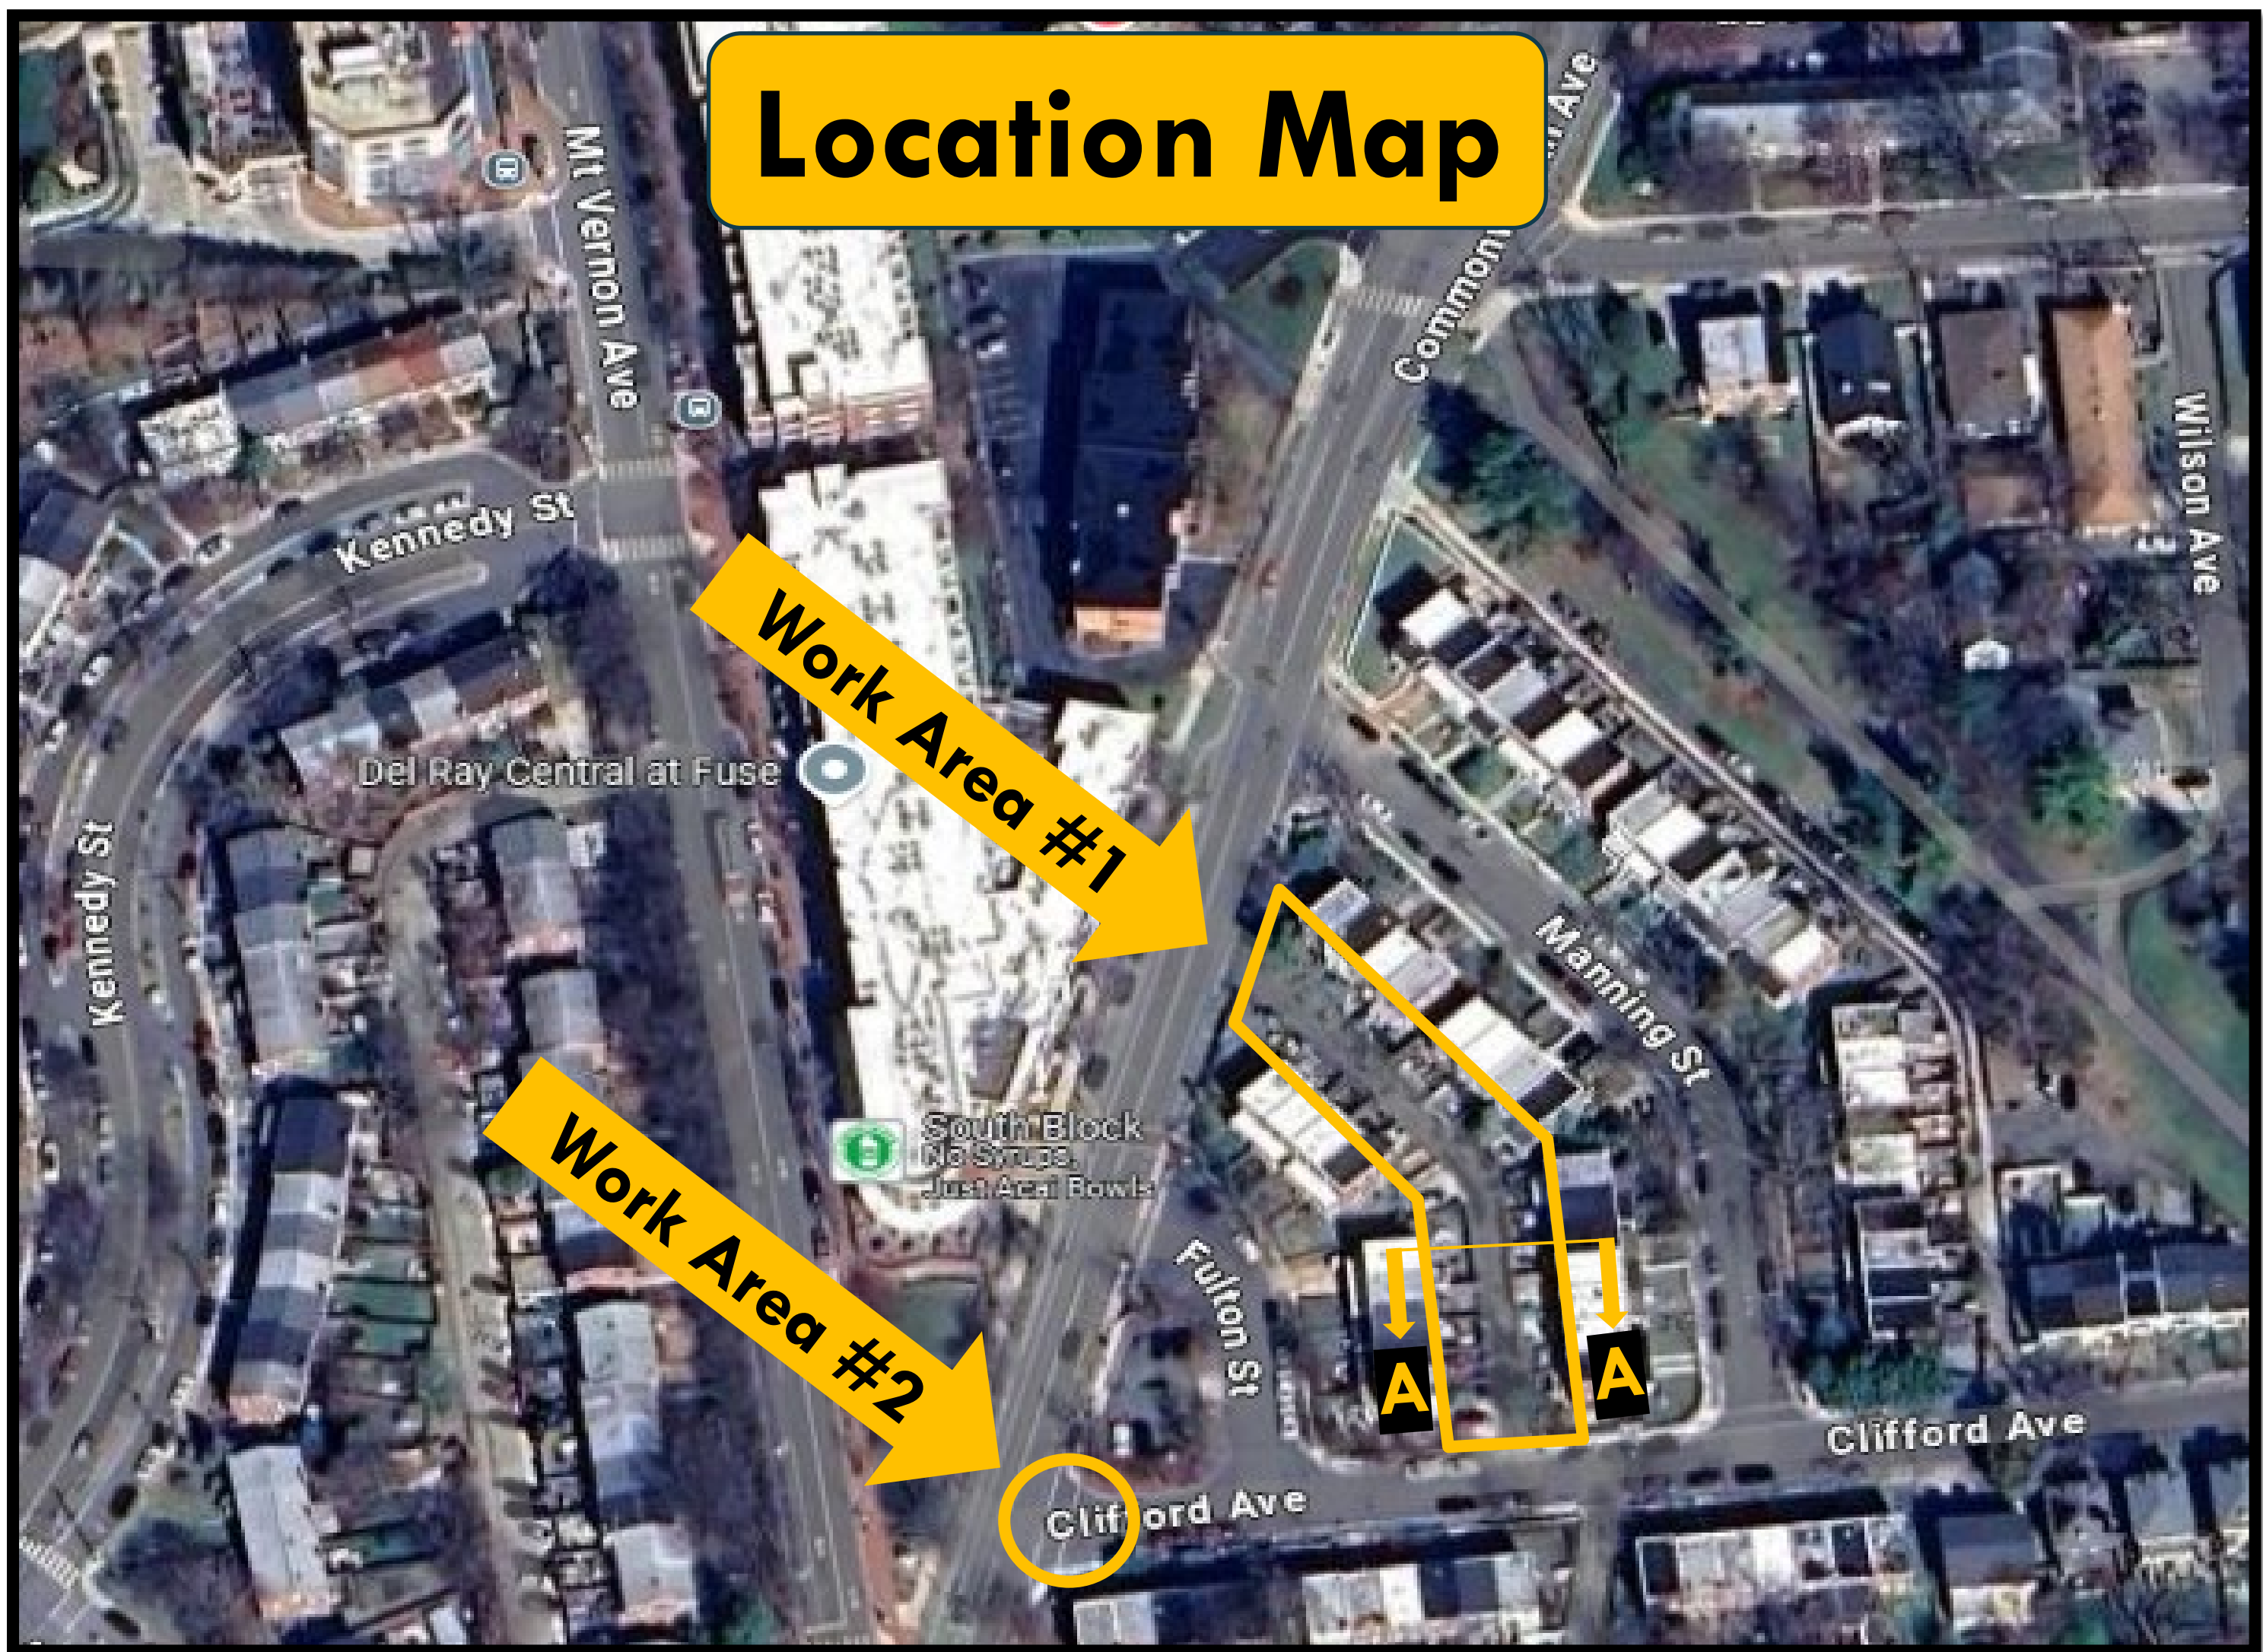 Location Map
Mt Vernon Ave
Wilson Ave
Kennedy St
Work Area #1
Del Ray Central at Fuse
Kennedy St
Manning St
South Block
No Syrups,
Just Acai Bowls
Work Area #2
Fulton St
A
A
Clifford Ave
Clifford Ave